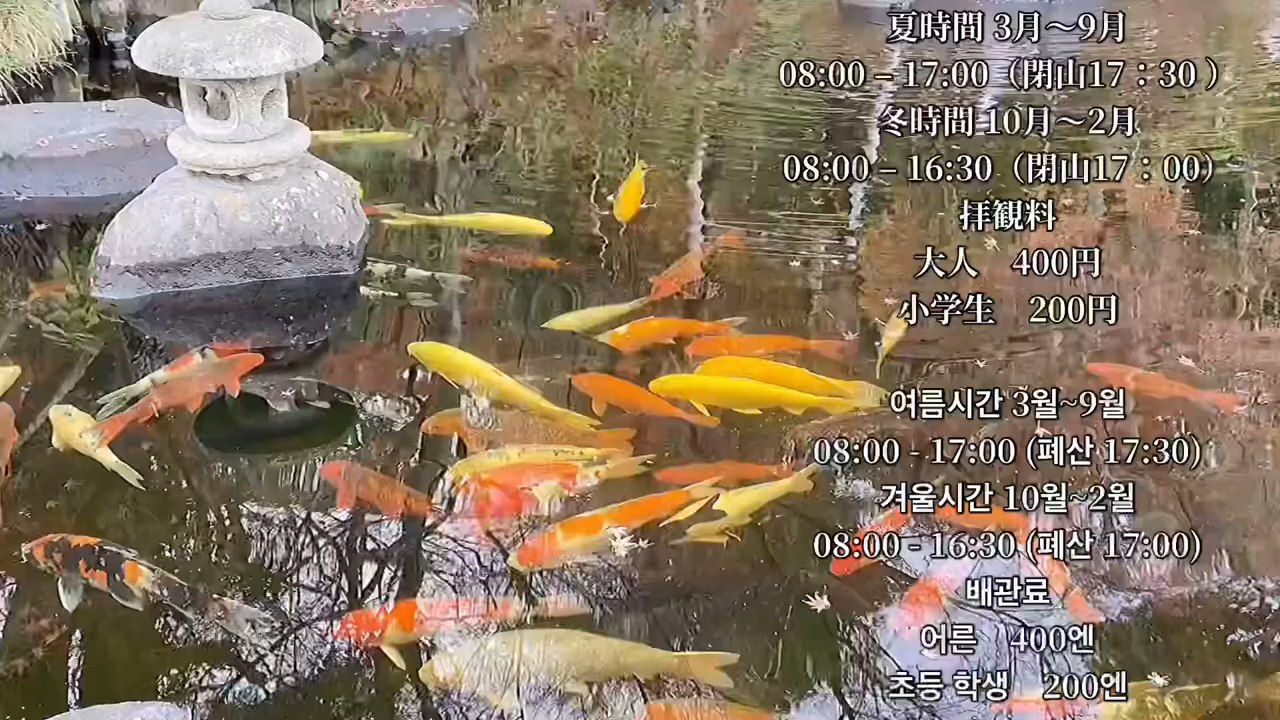 夏時間 3月～9月
08:00 – 17:00（閉山17：30 ）
冬時間 10月～2月
08:00 – 16:30（閉山17：00）
拝観料
大人　400円
小学生　200円
여름시간 3월~9월
08:00 - 17:00 (폐산 17:30)
겨울시간 10월~2월
08:00 - 16:30 (폐산 17:00)
배관료
어른　400엔
초등 학생　200엔